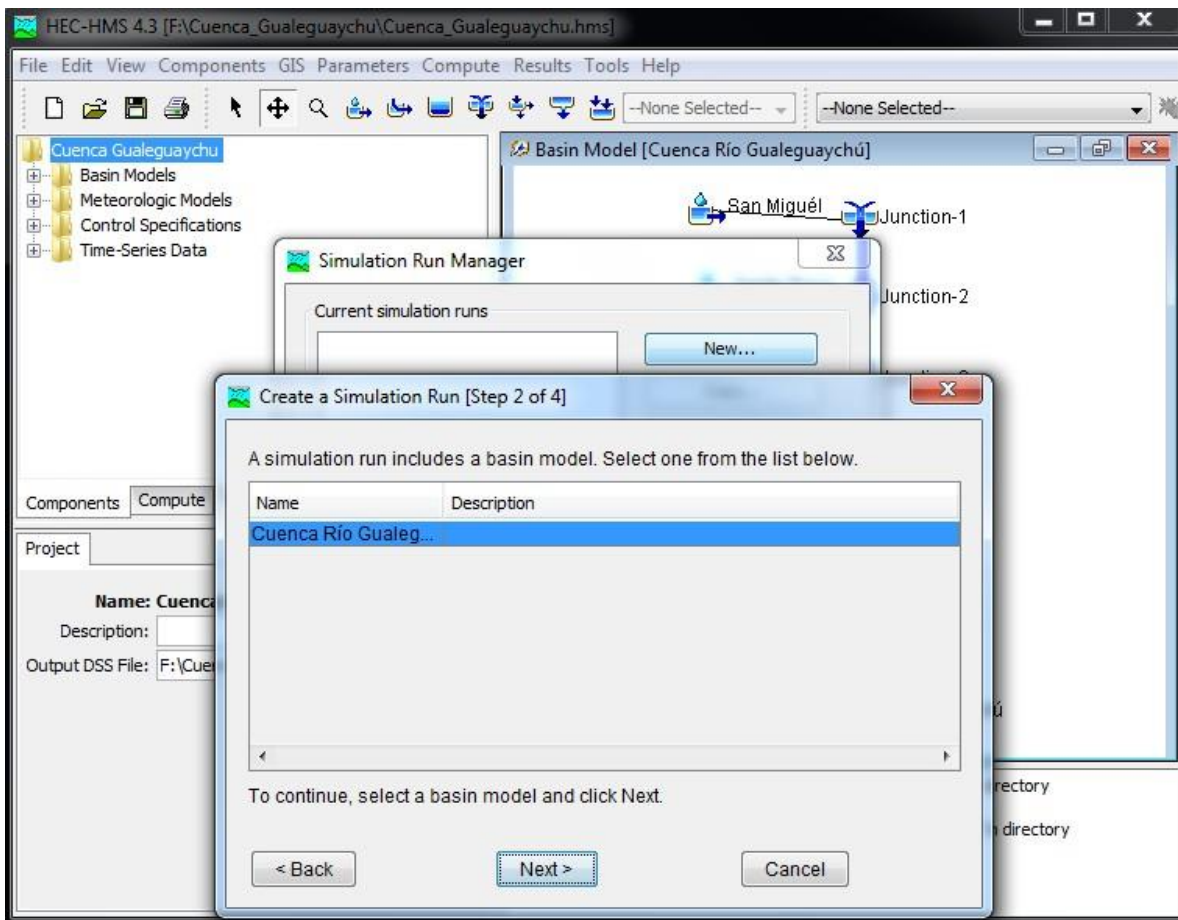 HEC-HMS 4.3 [F:\Cuenca_Gualeguaychu\Cuenca_Gualeguaychu.hms]
File Edit View Components GIS Parameters Compute Results Tools Help
--None Selected-- --None Selected--
Cuenca Gualeguaychu
Basin Models
Meteorologic Models
Control Specifications
Time-Series Data
Basin Model [Cuenca Río Gualeguaychú]
San Miguél Junction-1
Junction-2
Simulation Run Manager
Current simulation runs
New...
Create a Simulation Run [Step 2 of 4]
A simulation run includes a basin model. Select one from the list below.
Name Description
Cuenca Río Gualeg...
To continue, select a basin model and click Next.
< Back Next > Cancel
Components Compute
Project
Name: Cuenca
Description:
Output DSS File: F:\Cue
ú
rectory
directory